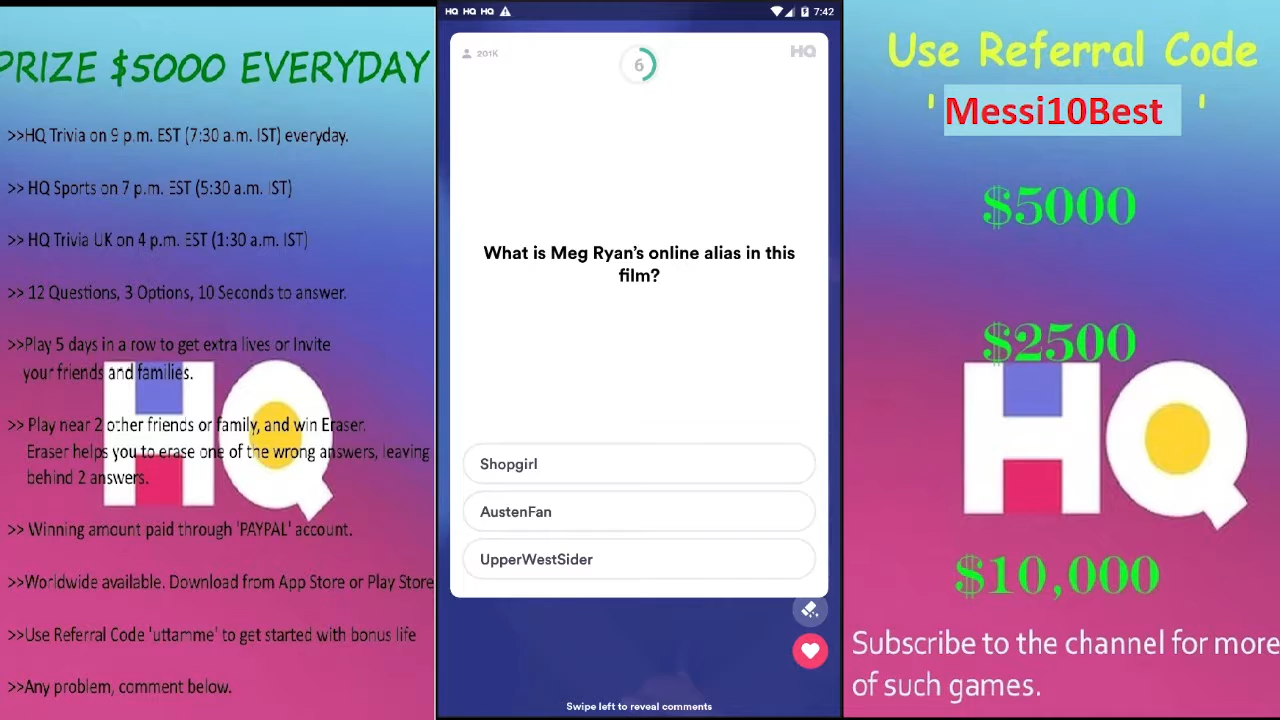 PRIZE $5000 EVERYDAY
>>HQ Trivia on 9 p.m. EST (7:30 a.m. IST) everyday.
>> HQ Sports on 7 p.m. EST (5:30 a.m. IST)
>> HQ Trivia UK on 4 p.m. EST (1:30 a.m. IST)
>> 12 Questions, 3 Options, 10 Seconds to answer.
>>Play 5 days in a row to get extra lives or Invite
your friends and families.
>> Play near 2 other friends or family, and win Eraser.
Eraser helps you to erase one of the wrong answers, leaving
behind 2 answers.
>> Winning amount paid through 'PAYPAL' account.
>>Worldwide available. Download from App Store or Play Store
>>Use Referral Code 'uttamme' to get started with bonus life
>>Any problem, comment below.
HQ
HQ HQ HQ 7:42
201K 6 HQ
What is Meg Ryan's online alias in this
film?
Shopgirl
AustenFan
UpperWestSider
Swipe left to reveal comments
Use Referral Code
' Messi10Best '
$5000
$2500
HQ
$10,000
Subscribe to the channel for more
of such games.